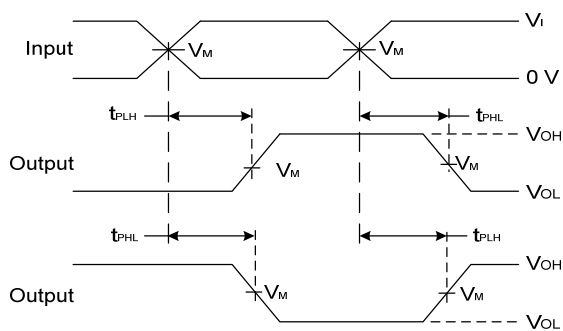 VI
Input VM VM
0 V
tPLH tPHL
VOH
Output VM VM
VOL
tPHL tPLH
VOH
Output VM VM
VOL